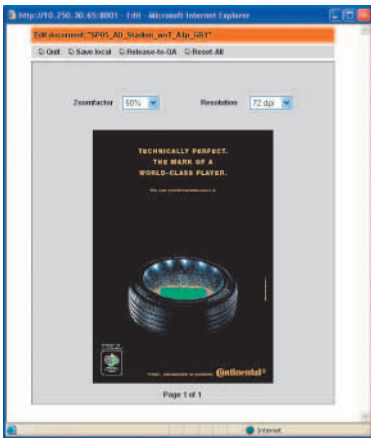 http://10.250.30.65:8001 - Edit - Microsoft Internet Explorer
Edit document: "SP05_AD_Stadion_woT_A4p_GB1"
Quit Save local Release-to-QA Reset-All
Zoomfactor 50% Resolution 72 dpi
TECHNICALLY PERFECT.
THE MARK OF A
WORLD-CLASS PLAYER.
Continental
Page 1 of 1
Internet